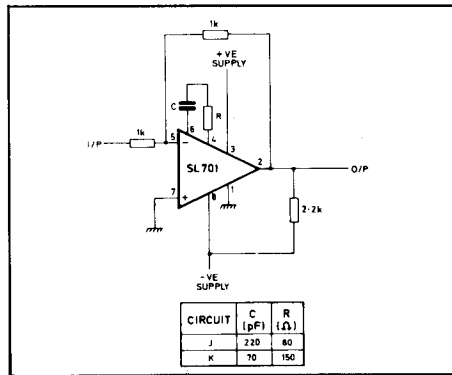 1k
+VE
SUPPLY
C
R
6
4
1k
I/P
5
−
3
SL701
2
O/P
7
+
8
1
2·2k
−VE
SUPPLY
CIRCUIT C (pF) R (Ω)
J 220 80
K 70 150